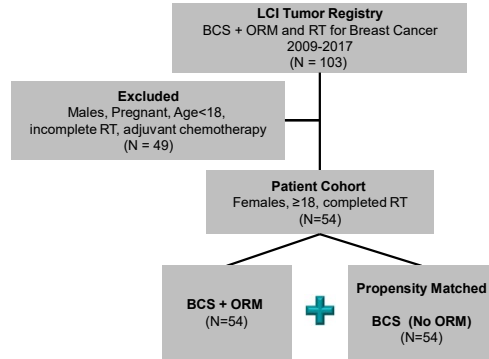 LCI Tumor Registry
BCS + ORM and RT for Breast Cancer
2009-2017
(N = 103)
Excluded
Males, Pregnant, Age<18,
incomplete RT, adjuvant chemotherapy
(N = 49)
Patient Cohort
Females, ≥18, completed RT
(N=54)
BCS + ORM
(N=54)
Propensity Matched
BCS (No ORM)
(N=54)